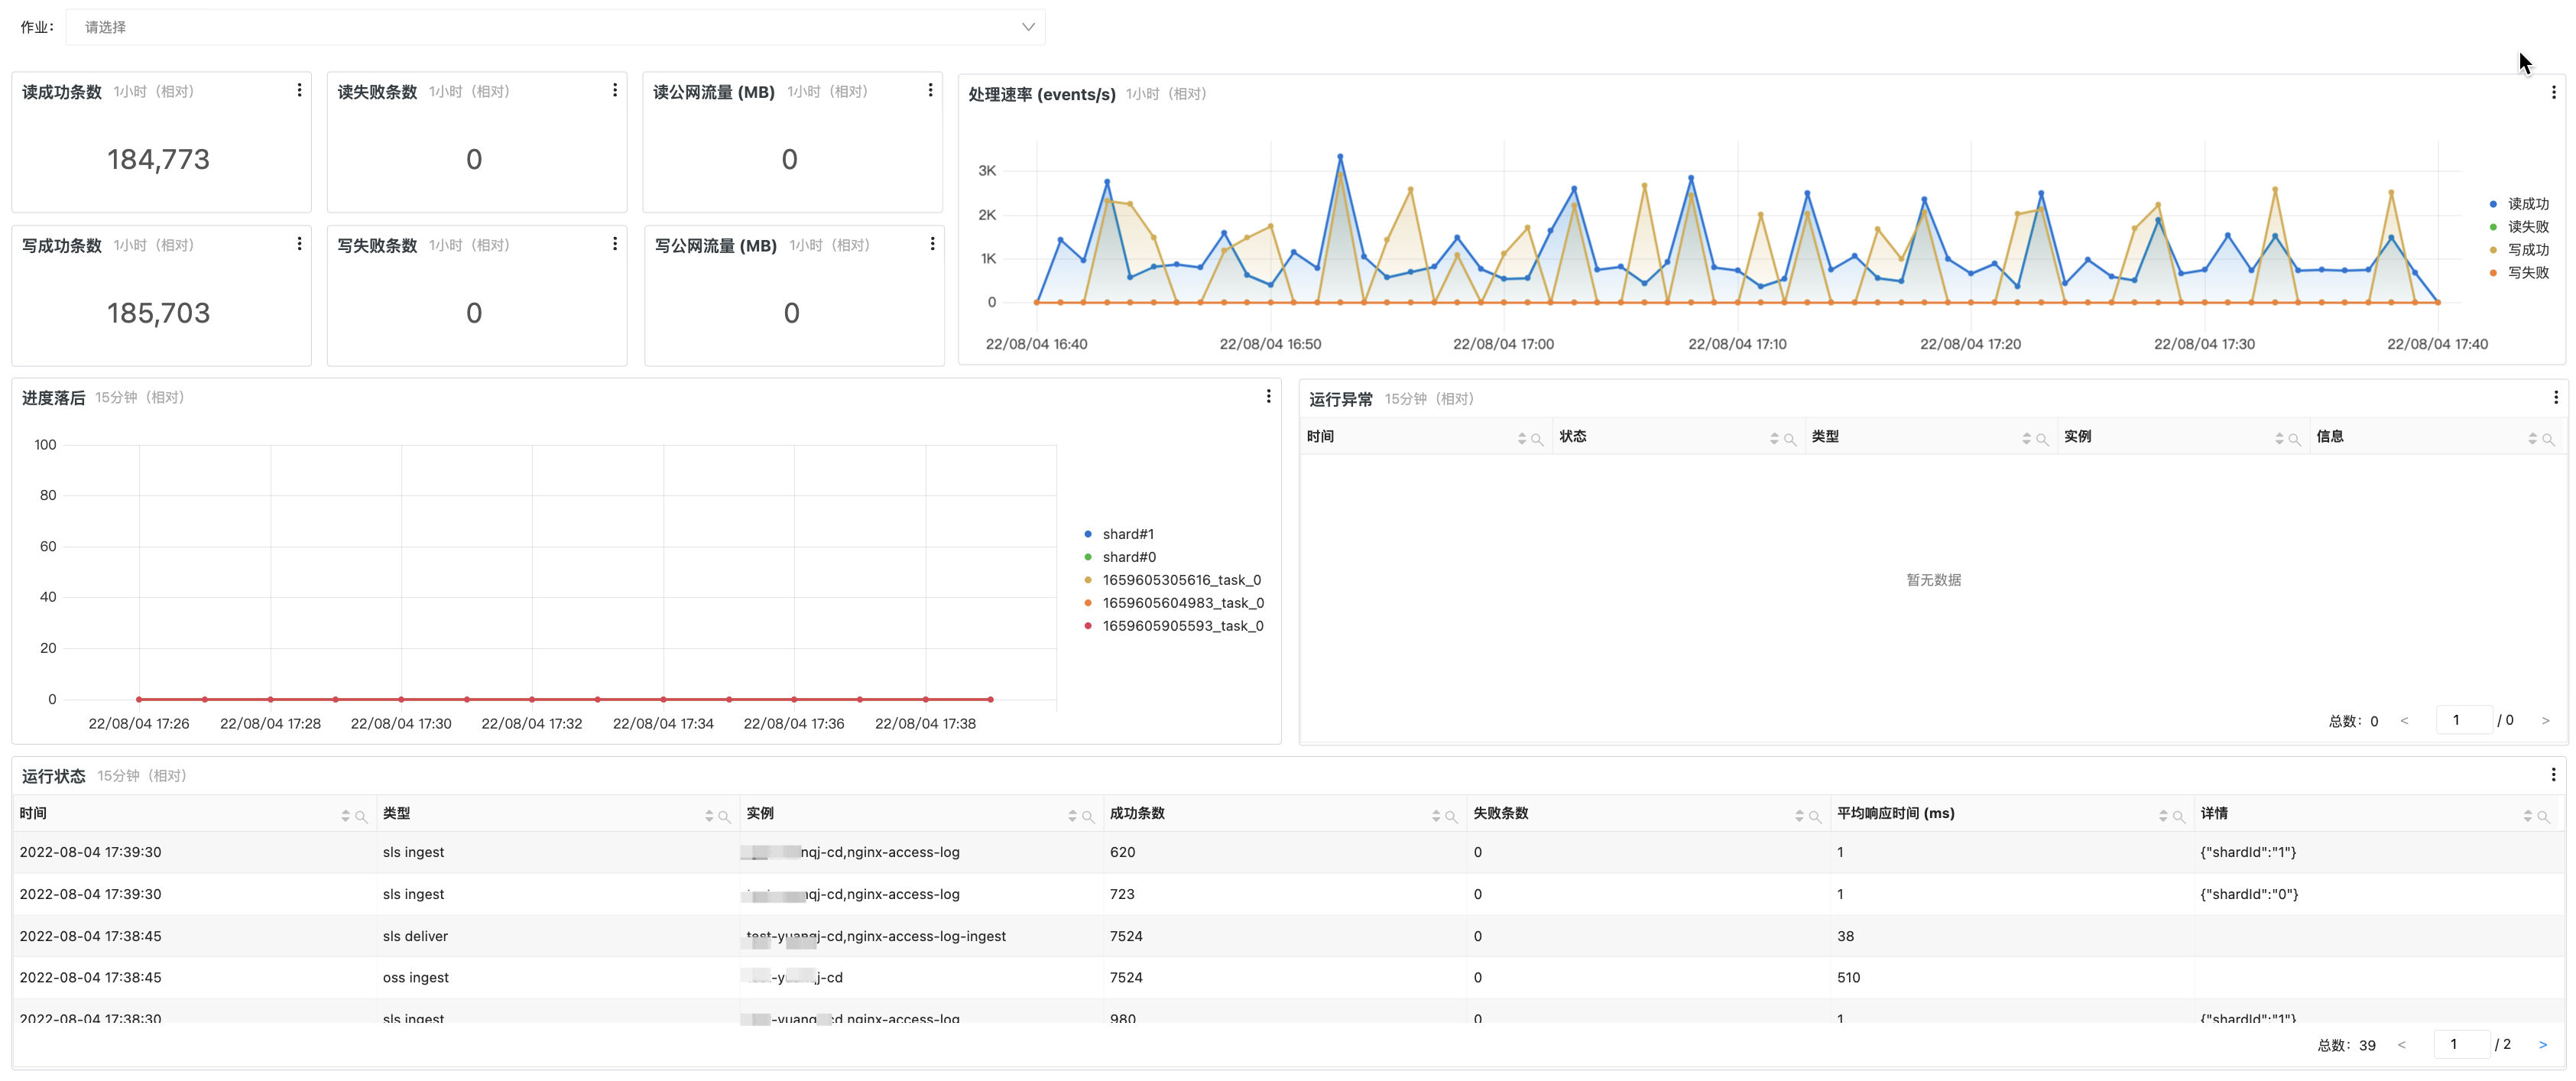 作业： 请选择
读成功条数 1小时（相对）
184,773
读失败条数 1小时（相对）
0
读公网流量 (MB) 1小时（相对）
0
写成功条数 1小时（相对）
185,703
写失败条数 1小时（相对）
0
写公网流量 (MB) 1小时（相对）
0
处理速率 (events/s) 1小时（相对）
3K
2K
1K
0
22/08/04 16:40 22/08/04 16:50 22/08/04 17:00 22/08/04 17:10 22/08/04 17:20 22/08/04 17:30 22/08/04 17:40
读成功
读失败
写成功
写失败
进度落后 15分钟（相对）
100
80
60
40
20
0
22/08/04 17:26 22/08/04 17:28 22/08/04 17:30 22/08/04 17:32 22/08/04 17:34 22/08/04 17:36 22/08/04 17:38
shard#1
shard#0
1659605305616_task_0
1659605604983_task_0
1659605905593_task_0
运行异常 15分钟（相对）
时间 状态 类型 实例 信息
暂无数据
总数： 0 < 1 / 0 >
运行状态 15分钟（相对）
时间 类型 实例 成功条数 失败条数 平均响应时间 (ms) 详情
2022-08-04 17:39:30 sls ingest nqj-cd,nginx-access-log 620 0 1 {"shardId":"1"}
2022-08-04 17:39:30 sls ingest qj-cd,nginx-access-log 723 0 1 {"shardId":"0"}
2022-08-04 17:38:45 sls deliver j-cd,nginx-access-log-ingest 7524 0 38
2022-08-04 17:38:45 oss ingest j-cd 7524 0 510
2022-08-04 17:38:30 sls ingest cd,nginx-access-log 980 0 1 {"shardId":"1"}
总数： 39 < 1 / 2 >